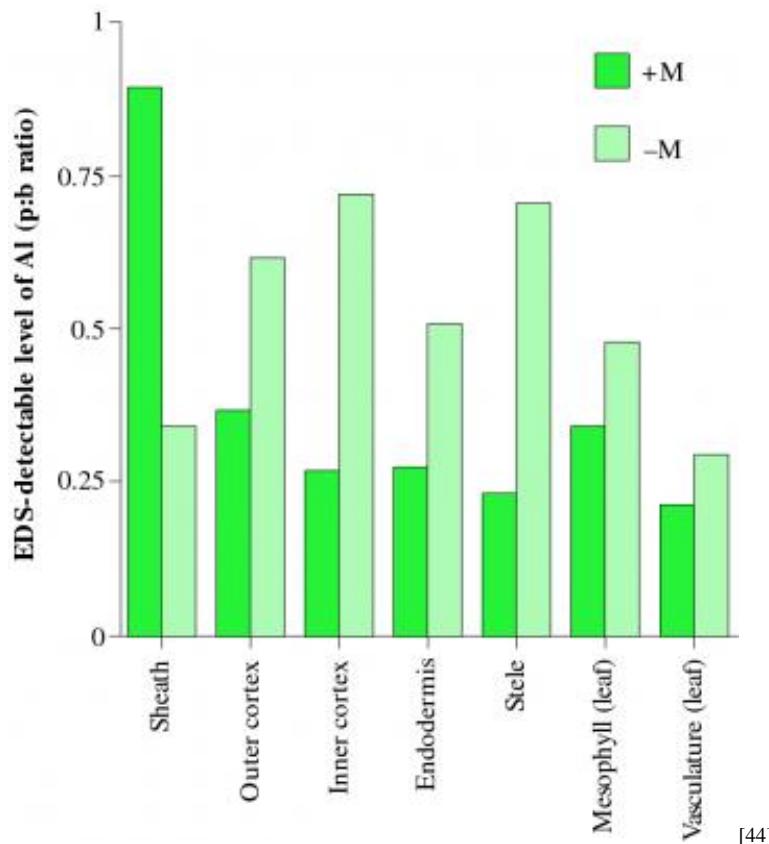 EDS-detectable level of Al (p:b ratio)
1
0.75
0.5
0.25
0
+M
–M
Sheath
Outer cortex
Inner cortex
Endodermis
Stele
Mesophyll (leaf)
Vasculature (leaf)
[44]